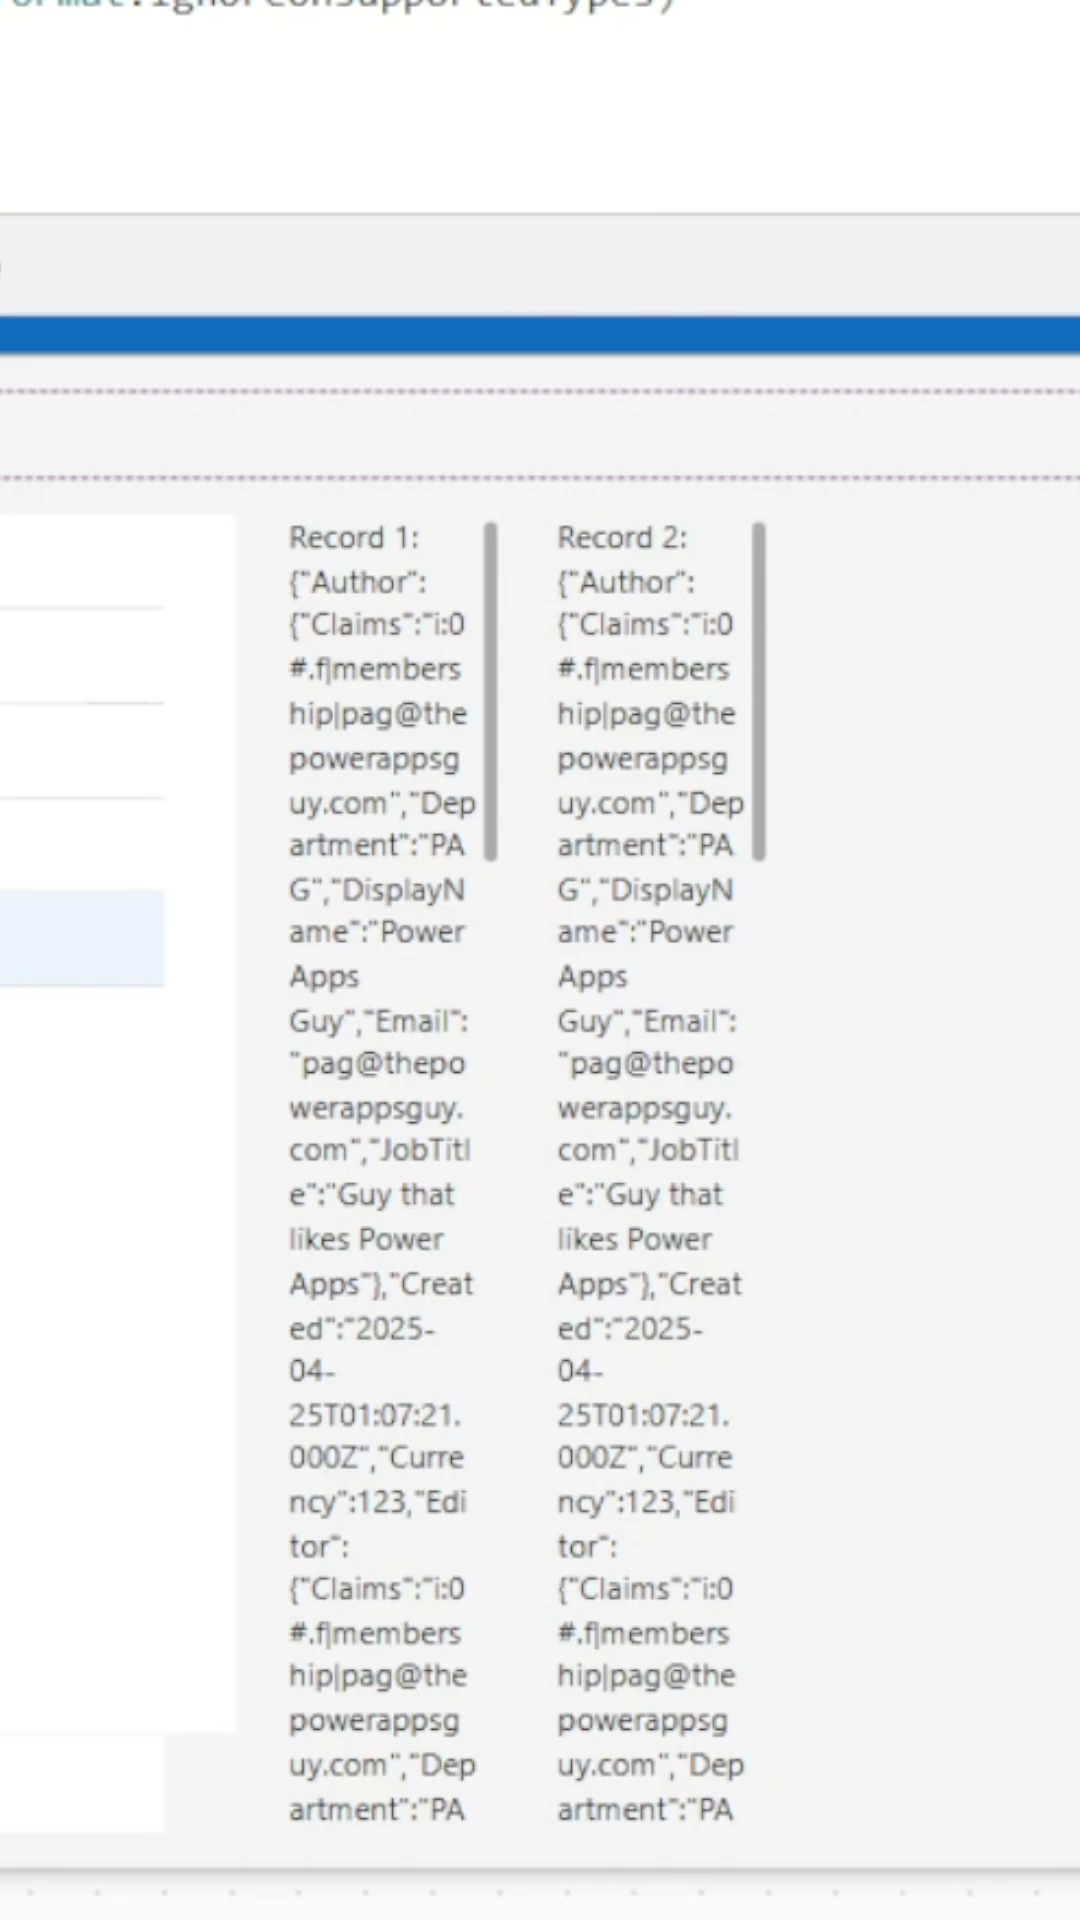 Record 1:
{"Author":
{"Claims":"i:0
#.f|members
hip|pag@the
powerappsg
uy.com","Dep
artment":"PA
G","DisplayN
ame":"Power
Apps
Guy","Email":
"pag@thepo
werappsguy.
com","JobTitl
e":"Guy that
likes Power
Apps"},"Creat
ed":"2025-
04-
25T01:07:21.
000Z","Curre
ncy":123,"Edi
tor":
{"Claims":"i:0
#.f|members
hip|pag@the
powerappsg
uy.com","Dep
artment":"PA
Record 2:
{"Author":
{"Claims":"i:0
#.f|members
hip|pag@the
powerappsg
uy.com","Dep
artment":"PA
G","DisplayN
ame":"Power
Apps
Guy","Email":
"pag@thepo
werappsguy.
com","JobTitl
e":"Guy that
likes Power
Apps"},"Creat
ed":"2025-
04-
25T01:07:21.
000Z","Curre
ncy":123,"Edi
tor":
{"Claims":"i:0
#.f|members
hip|pag@the
powerappsg
uy.com","Dep
artment":"PA